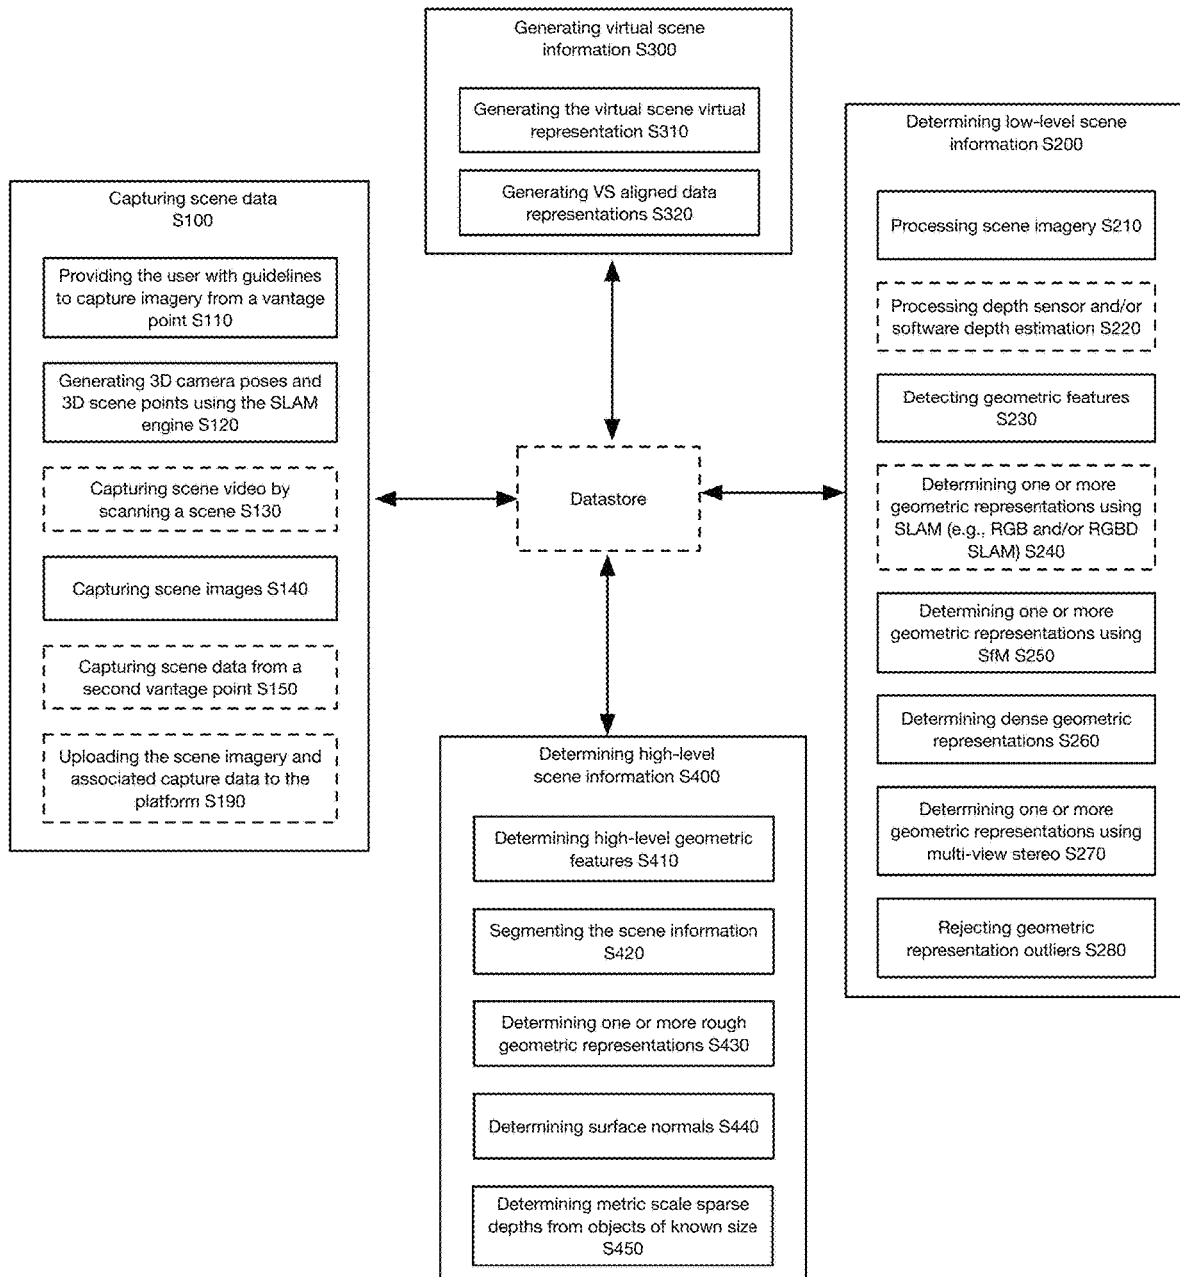 Generating virtual scene
information S300
Generating the virtual scene virtual
representation S310
Generating VS aligned data
representations S320
Capturing scene data
S100
Providing the user with guidelines
to capture imagery from a vantage
point S110
Generating 3D camera poses and
3D scene points using the SLAM
engine S120
Capturing scene video by
scanning a scene S130
Capturing scene images S140
Capturing scene data from a
second vantage point S150
Uploading the scene imagery and
associated capture data to the
platform S190
Datastore
Determining low-level scene
information S200
Processing scene imagery S210
Processing depth sensor and/or
software depth estimation S220
Detecting geometric features
S230
Determining one or more
geometric representations using
SLAM (e.g., RGB and/or RGBD
SLAM) S240
Determining one or more
geometric representations using
SfM S250
Determining dense geometric
representations S260
Determining one or more
geometric representations using
multi-view stereo S270
Rejecting geometric
representation outliers S280
Determining high-level
scene information S400
Determining high-level geometric
features S410
Segmenting the scene information
S420
Determining one or more rough
geometric representations S430
Determining surface normals S440
Determining metric scale sparse
depths from objects of known size
S450